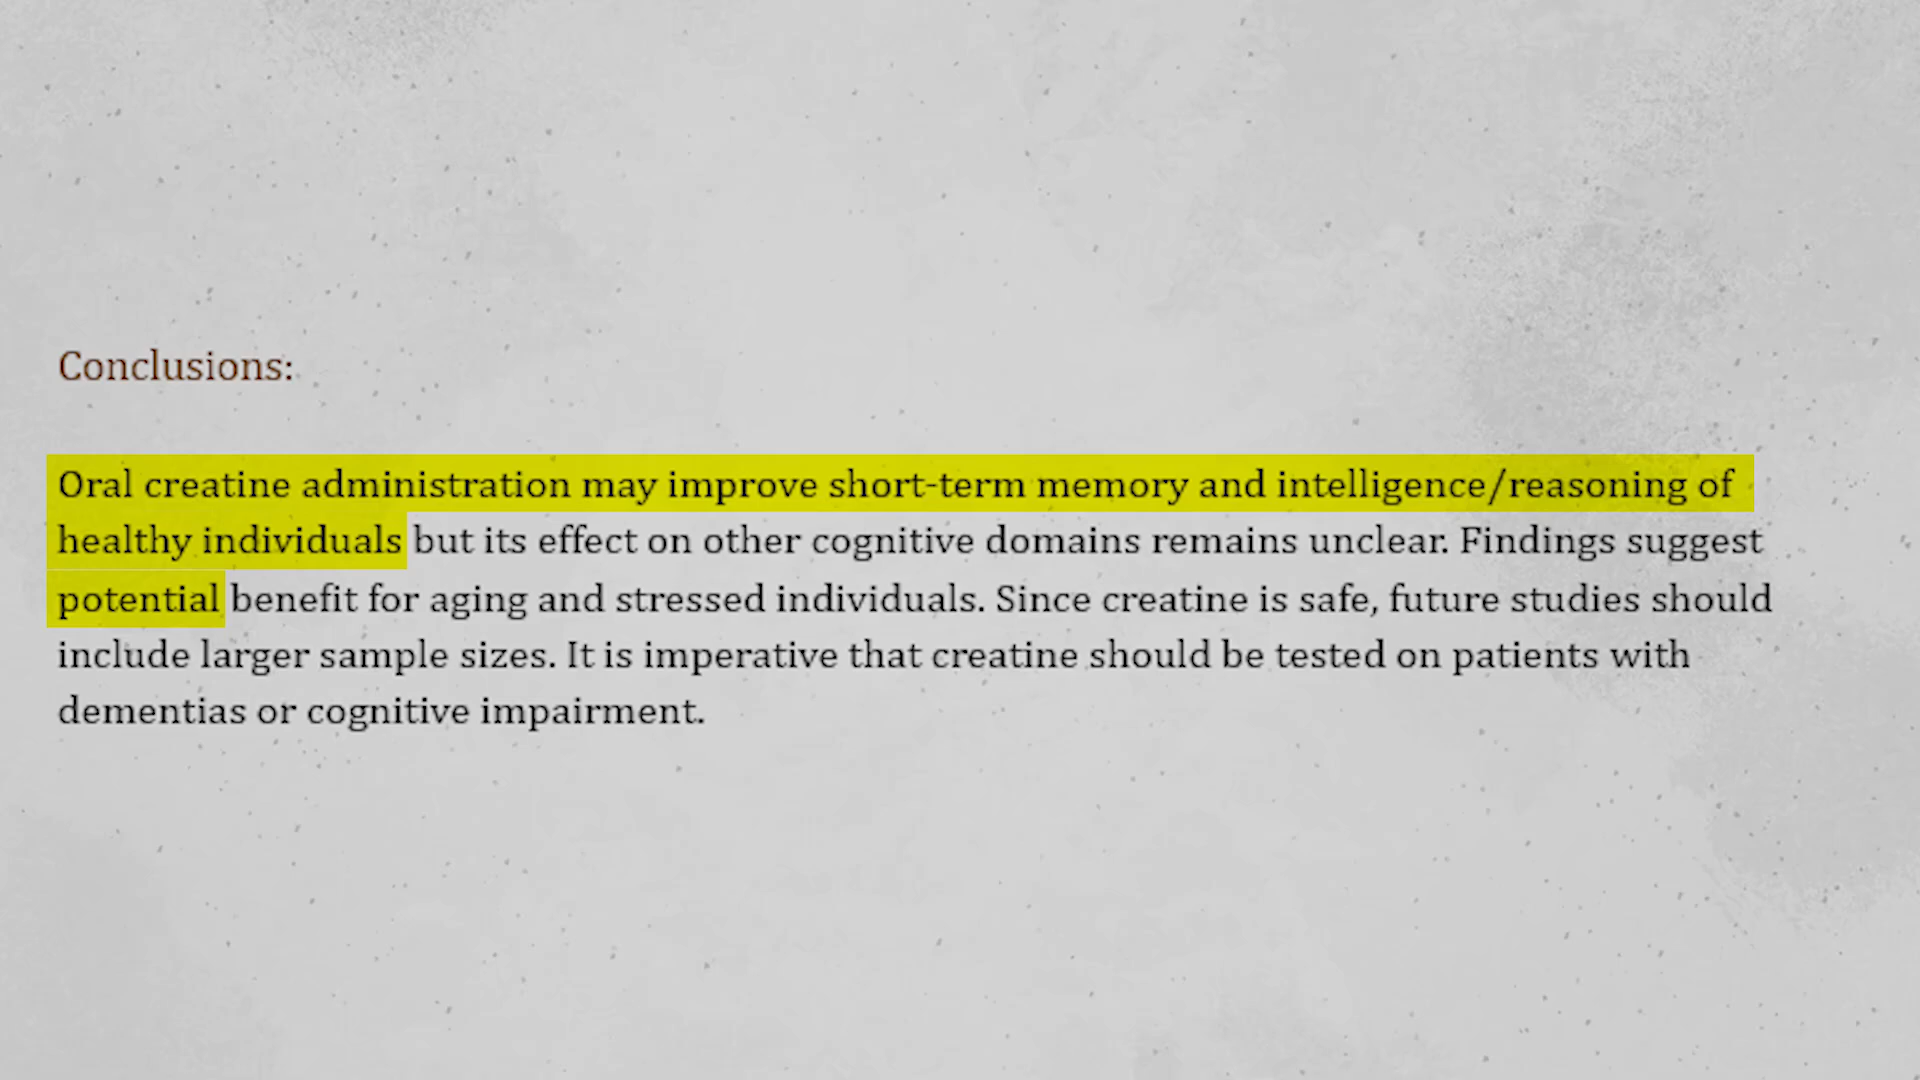 Conclusions:
Oral creatine administration may improve short-term memory and intelligence/reasoning of
healthy individuals but its effect on other cognitive domains remains unclear. Findings suggest
potential benefit for aging and stressed individuals. Since creatine is safe, future studies should
include larger sample sizes. It is imperative that creatine should be tested on patients with
dementias or cognitive impairment.